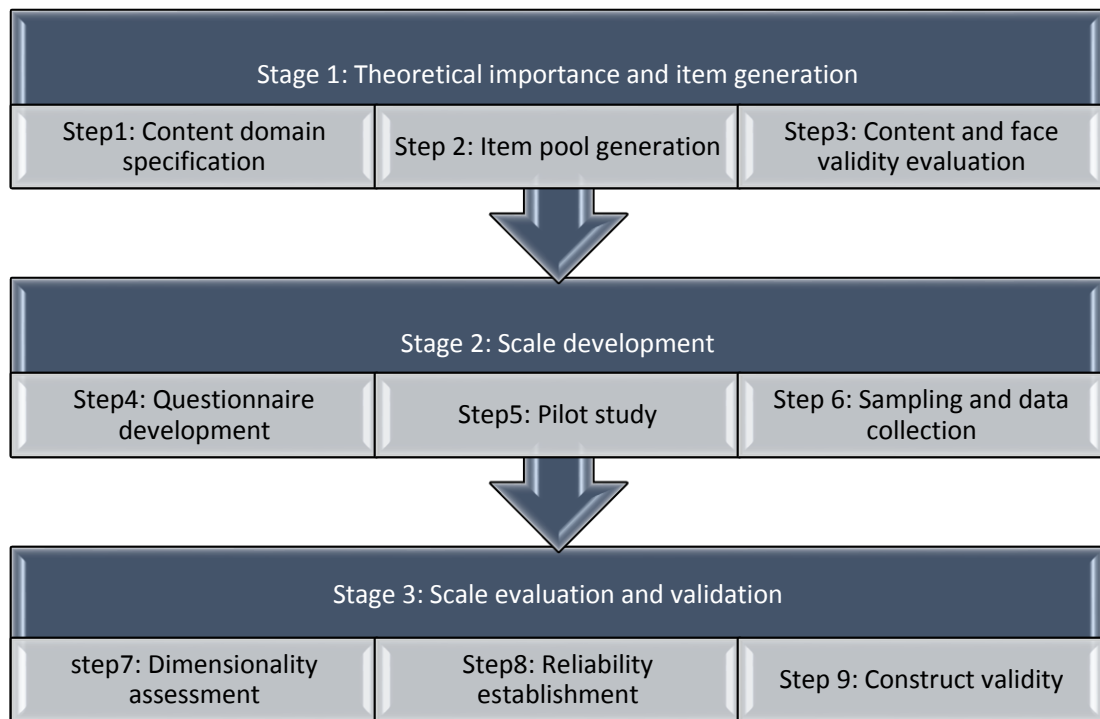 Stage 1: Theoretical importance and item generation
Step1: Content domain
specification
Step 2: Item pool generation
Step3: Content and face
validity evaluation
Stage 2: Scale development
Step4: Questionnaire
development
Step5: Pilot study
Step 6: Sampling and data
collection
Stage 3: Scale evaluation and validation
step7: Dimensionality
assessment
Step8: Reliability
establishment
Step 9: Construct validity